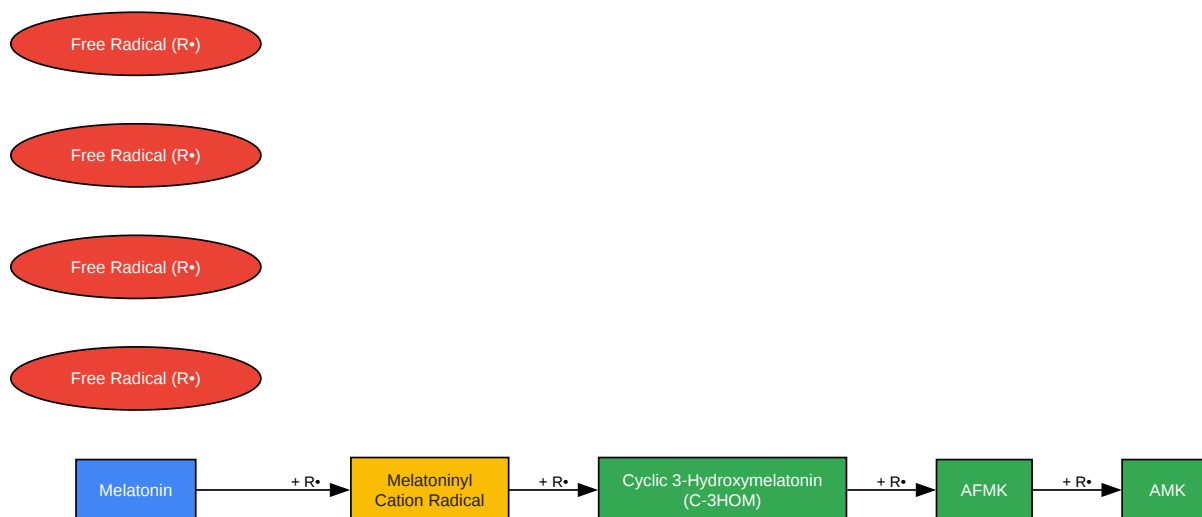 Free Radical (R•)
Free Radical (R•)
Free Radical (R•)
Free Radical (R•)
Melatonin
+ R•
Melatoninyl
Cation Radical
+ R•
Cyclic 3-Hydroxymelatonin
(C-3HOM)
+ R•
AFMK
+ R•
AMK